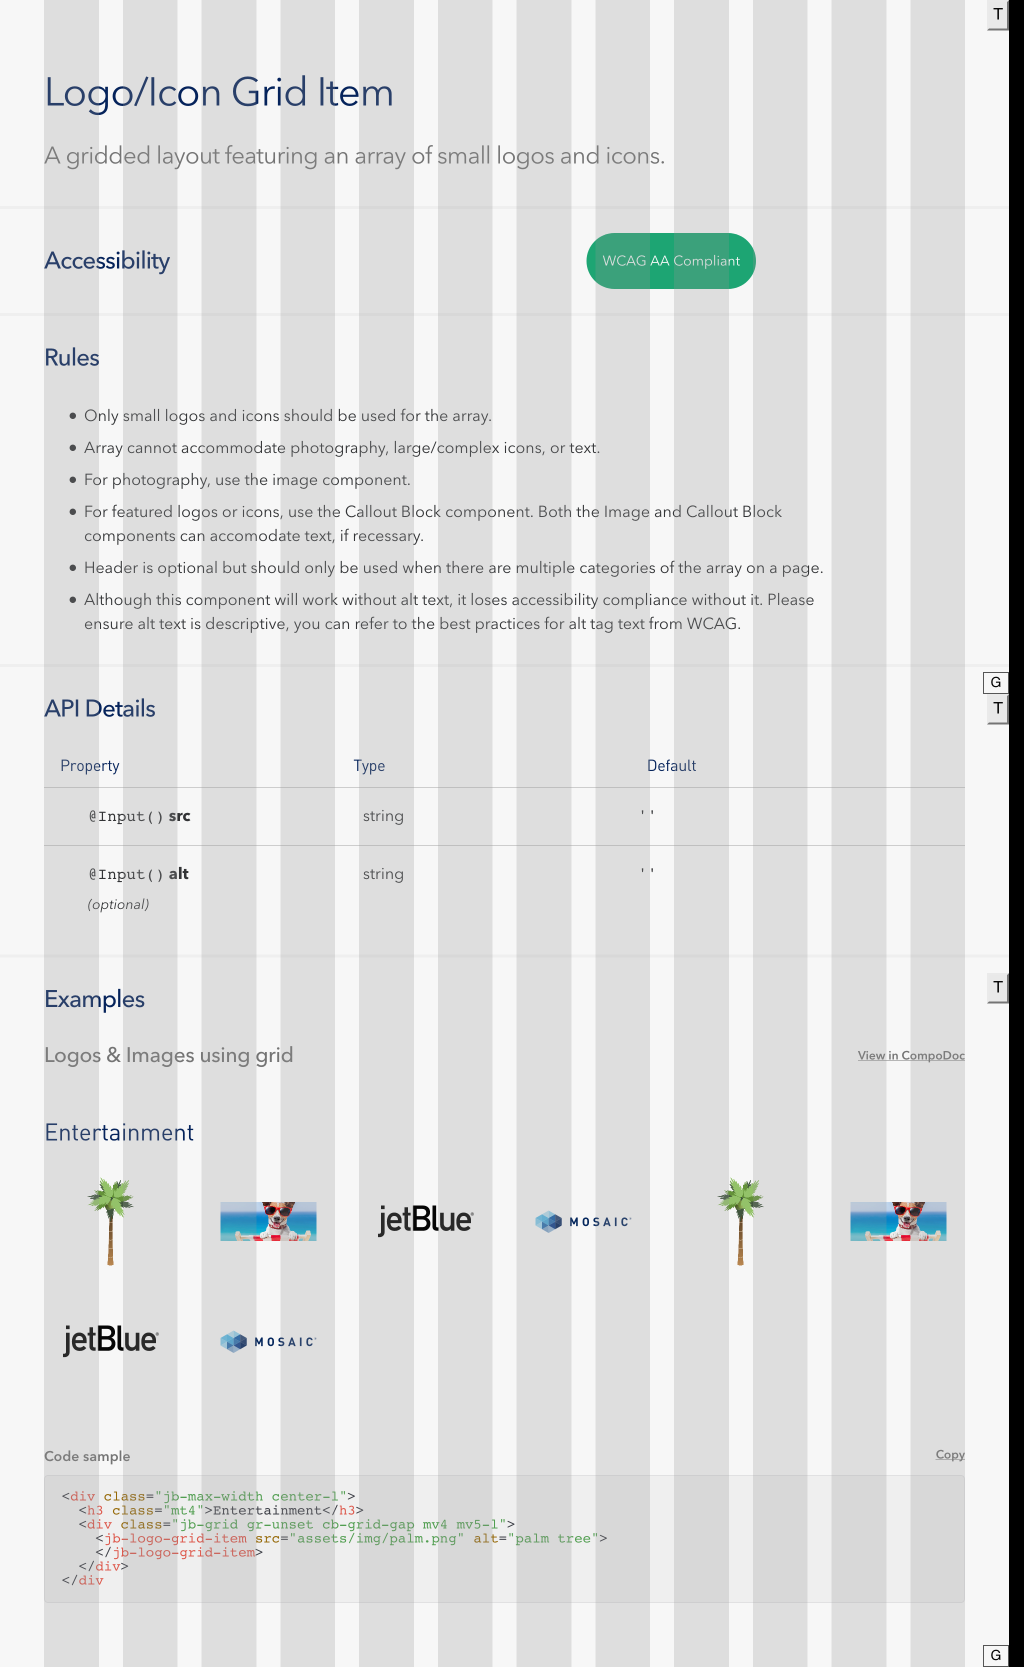 T
Logo/Icon Grid Item
A gridded layout featuring an array of small logos and icons.
Accessibility
WCAG AA Compliant
Rules
• Only small logos and icons should be used for the array.
• Array cannot accommodate photography, large/complex icons, or text.
• For photography, use the image component.
• For featured logos or icons, use the Callout Block component. Both the Image and Callout Block
components can accomodate text, if recessary.
• Header is optional but should only be used when there are multiple categories of the array on a page.
• Although this component will work without alt text, it loses accessibility compliance without it. Please
ensure alt text is descriptive, you can refer to the best practices for alt tag text from WCAG.
G
API Details
T
Property Type Default
@Input() src string ' '
@Input() alt string ' '
(optional)
Examples
T
Logos & Images using grid
View in CompoDoc
Entertainment
jetBlue
MOSAIC
jetBlue
MOSAIC
Code sample
Copy
<div class="jb-max-width center-l">
<h3 class="mt4">Entertainment</h3>
<div class="jb-grid gr-unset cb-grid-gap mv4 mv5-l">
<jb-logo-grid-item src="assets/img/palm.png" alt="palm tree">
</jb-logo-grid-item>
</div>
</div
G